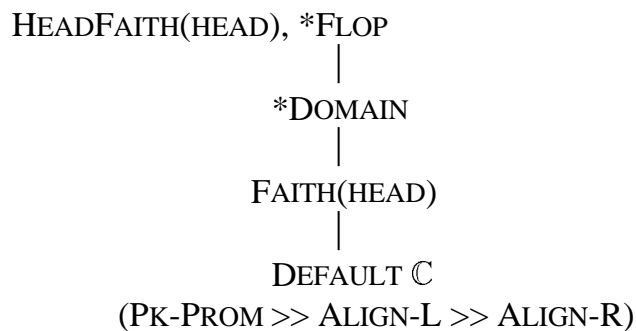 HEADFAITH(HEAD), *FLOP
*DOMAIN
FAITH(HEAD)
DEFAULT ℂ
(PK-PROM >> ALIGN-L >> ALIGN-R)